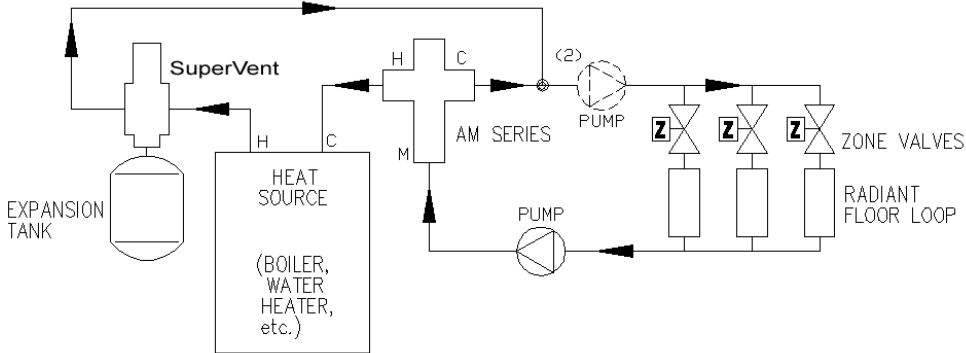 SuperVent
H
C
(2)
PUMP
AM SERIES
M
Z
Z
Z
ZONE VALVES
H
C
HEAT
SOURCE
(BOILER,
WATER
HEATER,
etc.)
EXPANSION
TANK
PUMP
RADIANT
FLOOR LOOP